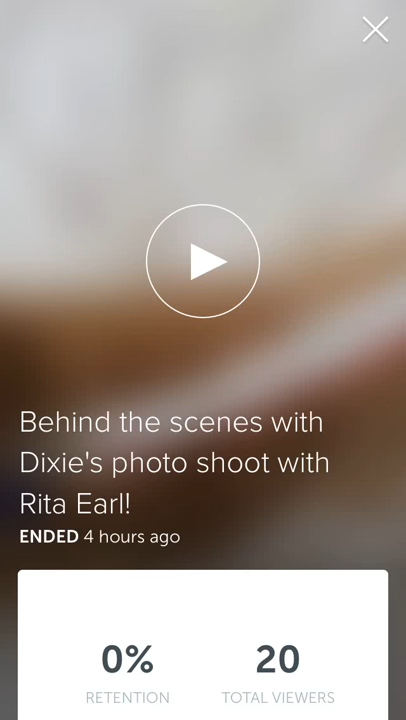 Behind the scenes with
Dixie's photo shoot with
Rita Earl!
ENDED 4 hours ago
0% 20
RETENTION TOTAL VIEWERS